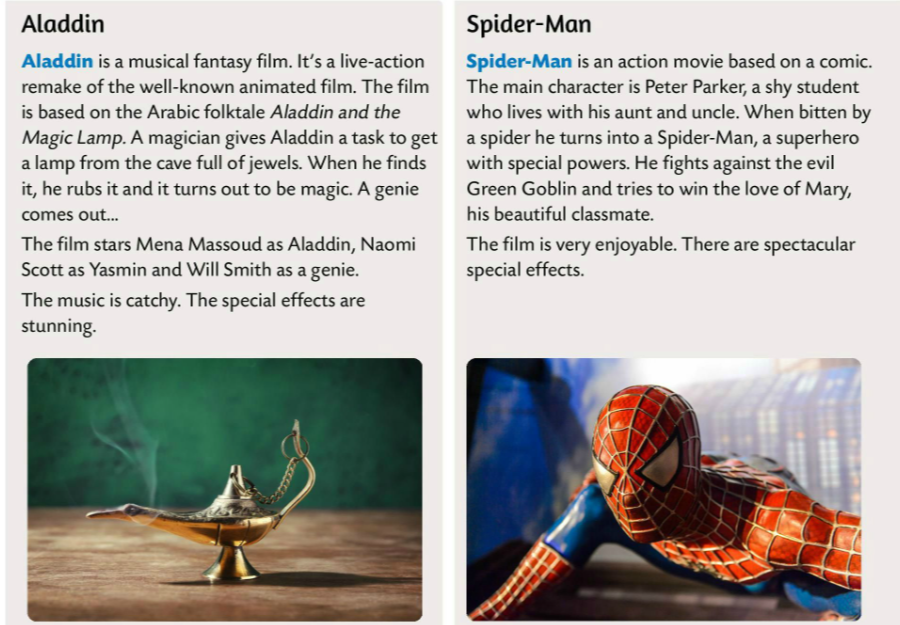 Aladdin
Aladdin is a musical fantasy film. It's a live-action
remake of the well-known animated film. The film
is based on the Arabic folktale Aladdin and the
Magic Lamp. A magician gives Aladdin a task to get
a lamp from the cave full of jewels. When he finds
it, he rubs it and it turns out to be magic. A genie
comes out...
The film stars Mena Massoud as Aladdin, Naomi
Scott as Yasmin and Will Smith as a genie.
The music is catchy. The special effects are
stunning.
Spider-Man
Spider-Man is an action movie based on a comic.
The main character is Peter Parker, a shy student
who lives with his aunt and uncle. When bitten by
a spider he turns into a Spider-Man, a superhero
with special powers. He fights against the evil
Green Goblin and tries to win the love of Mary,
his beautiful classmate.
The film is very enjoyable. There are spectacular
special effects.